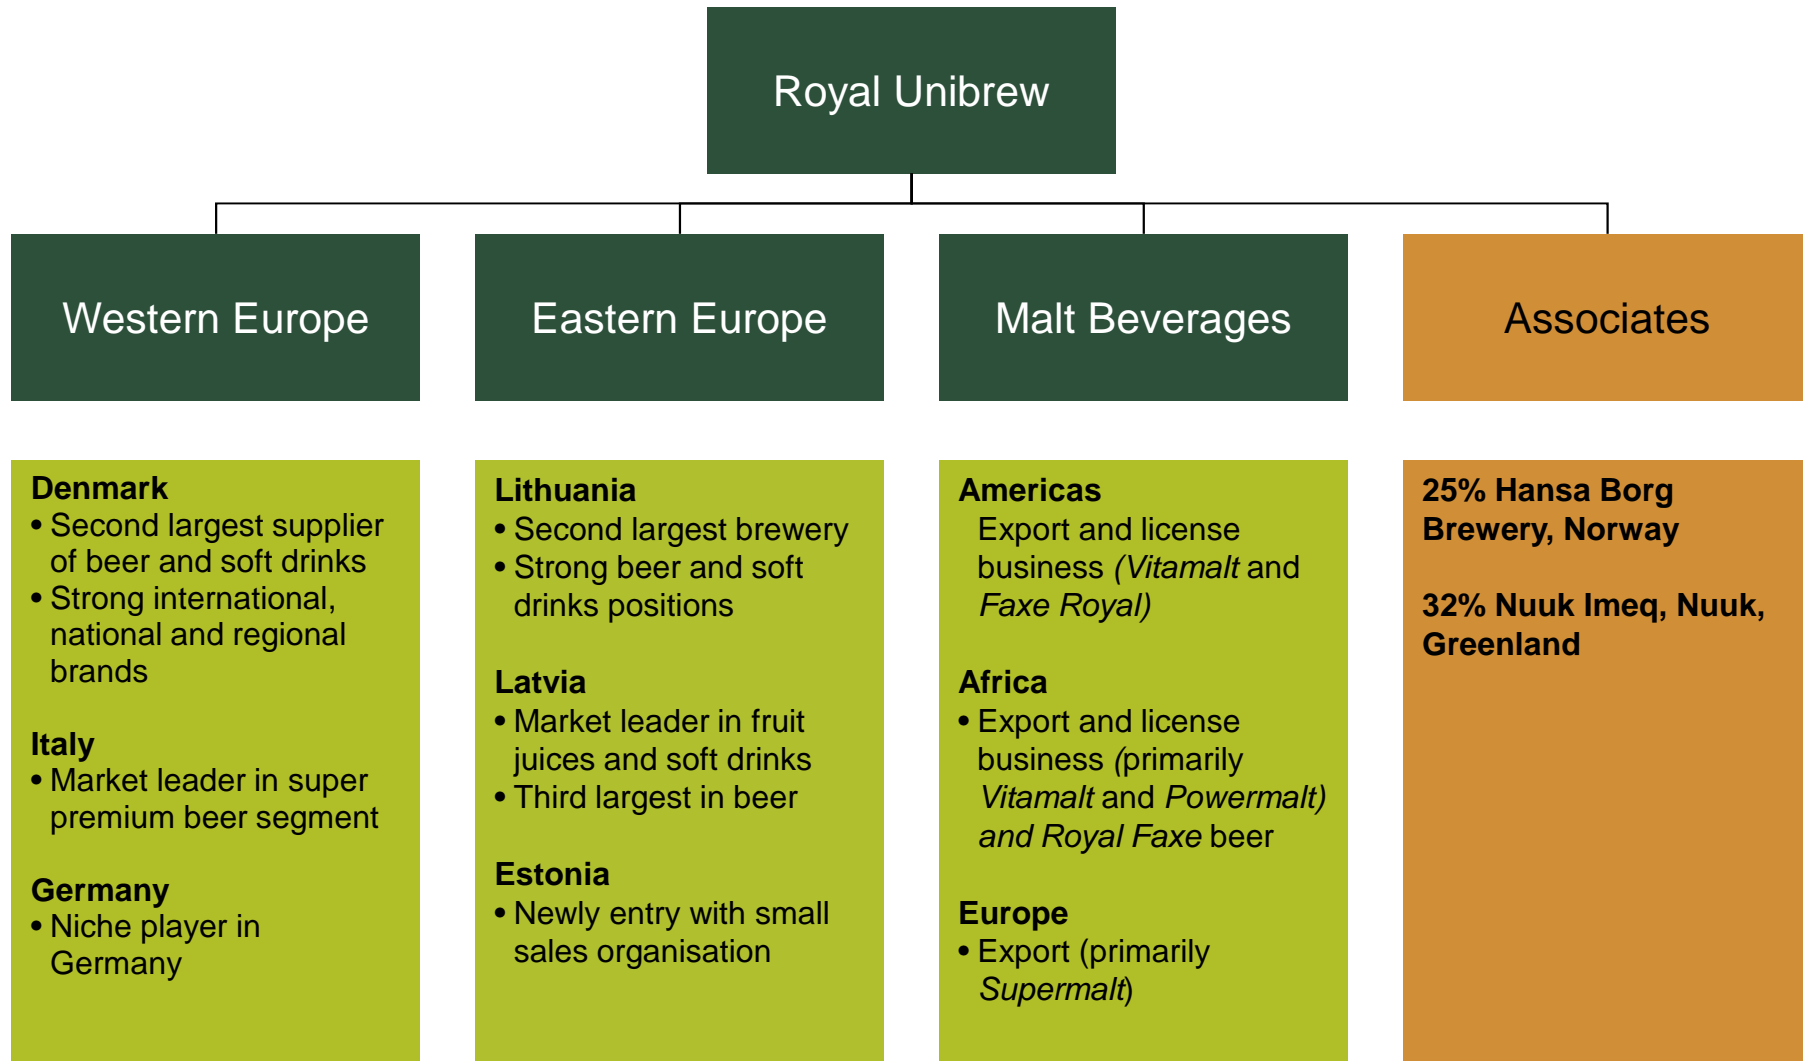 Royal Unibrew
Western Europe
Eastern Europe
Malt Beverages
Associates
Denmark
• Second largest supplier
of beer and soft drinks
• Strong international,
national and regional
brands
Italy
• Market leader in super
premium beer segment
Germany
• Niche player in
Germany
Lithuania
• Second largest brewery
• Strong beer and soft
drinks positions
Latvia
• Market leader in fruit
juices and soft drinks
• Third largest in beer
Estonia
• Newly entry with small
sales organisation
Americas
Export and license
business (Vitamalt and
Faxe Royal)
Africa
• Export and license
business (primarily
Vitamalt and Powermalt)
and Royal Faxe beer
Europe
• Export (primarily
Supermalt)
25% Hansa Borg
Brewery, Norway
32% Nuuk Imeq, Nuuk,
Greenland